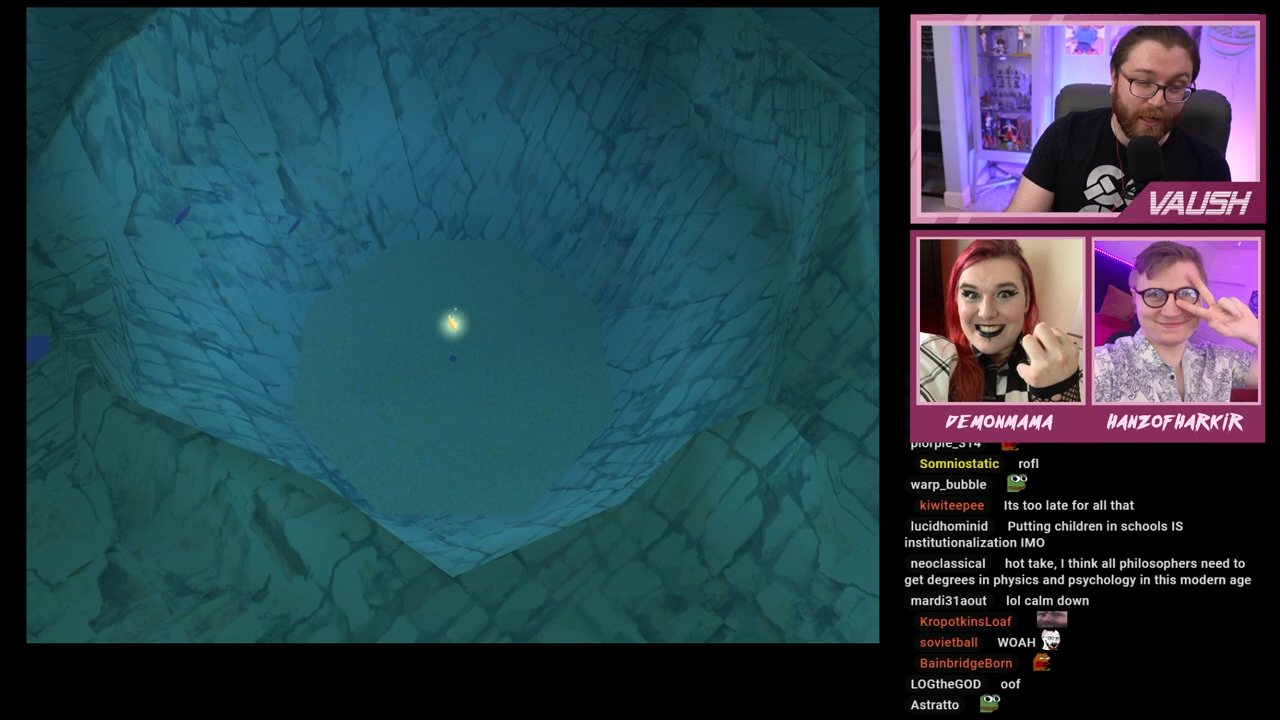 VAUSH
DEMONMAMA
HANZOFHARKIR
plorple_314
Somniostatic rofl
warp_bubble
kiwiteepee Its too late for all that
lucidhominid Putting children in schools IS
institutionalization IMO
neoclassical hot take, I think all philosophers need to
get degrees in physics and psychology in this modern age
mardi31aout lol calm down
KropotkinsLoaf
sovietball WOAH
BainbridgeBorn
LOGtheGOD oof
Astratto